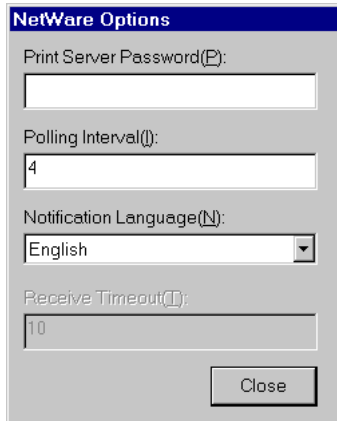 NetWare Options
Print Server Password(P):
Polling Interval(I):
4
Notification Language(N):
English
Receive Timeout(T):
10
Close